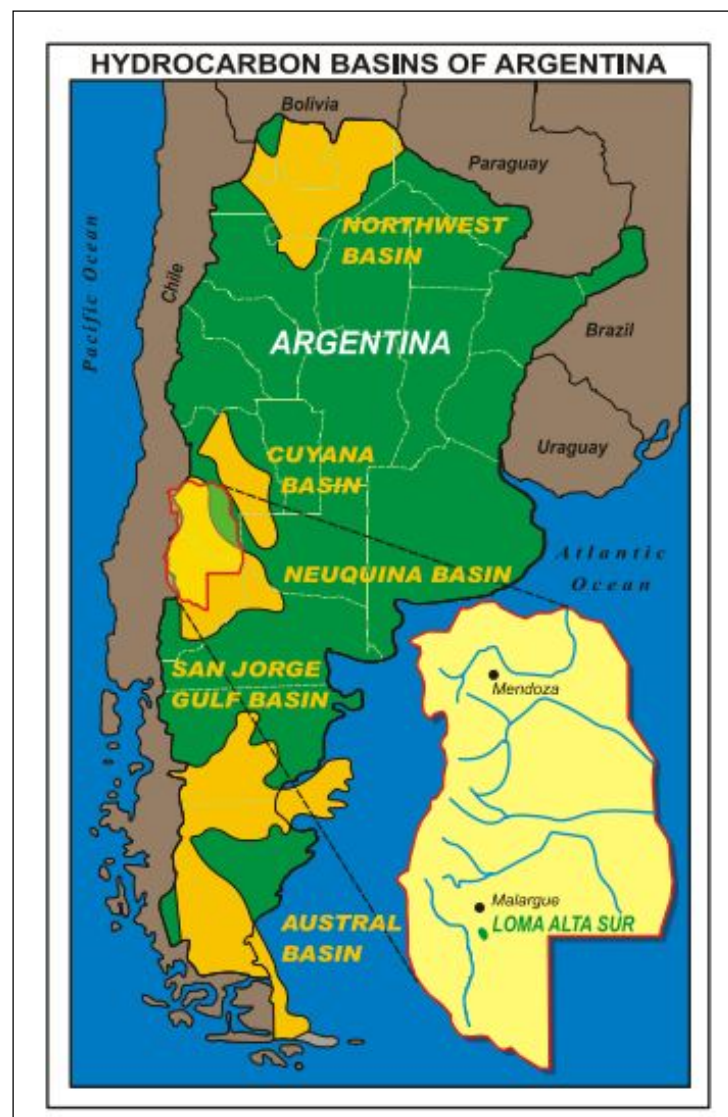 HYDROCARBON BASINS OF ARGENTINA
Bolivia
Paraguay
Pacific Ocean
Chile
NORTHWEST
BASIN
ARGENTINA
Brazil
Uraguay
CUYANA
BASIN
Atlantic
Ocean
NEUQUINA BASIN
SAN JORGE
GULF BASIN
Mendoza
Malargue
LOMA ALTA SUR
AUSTRAL
BASIN